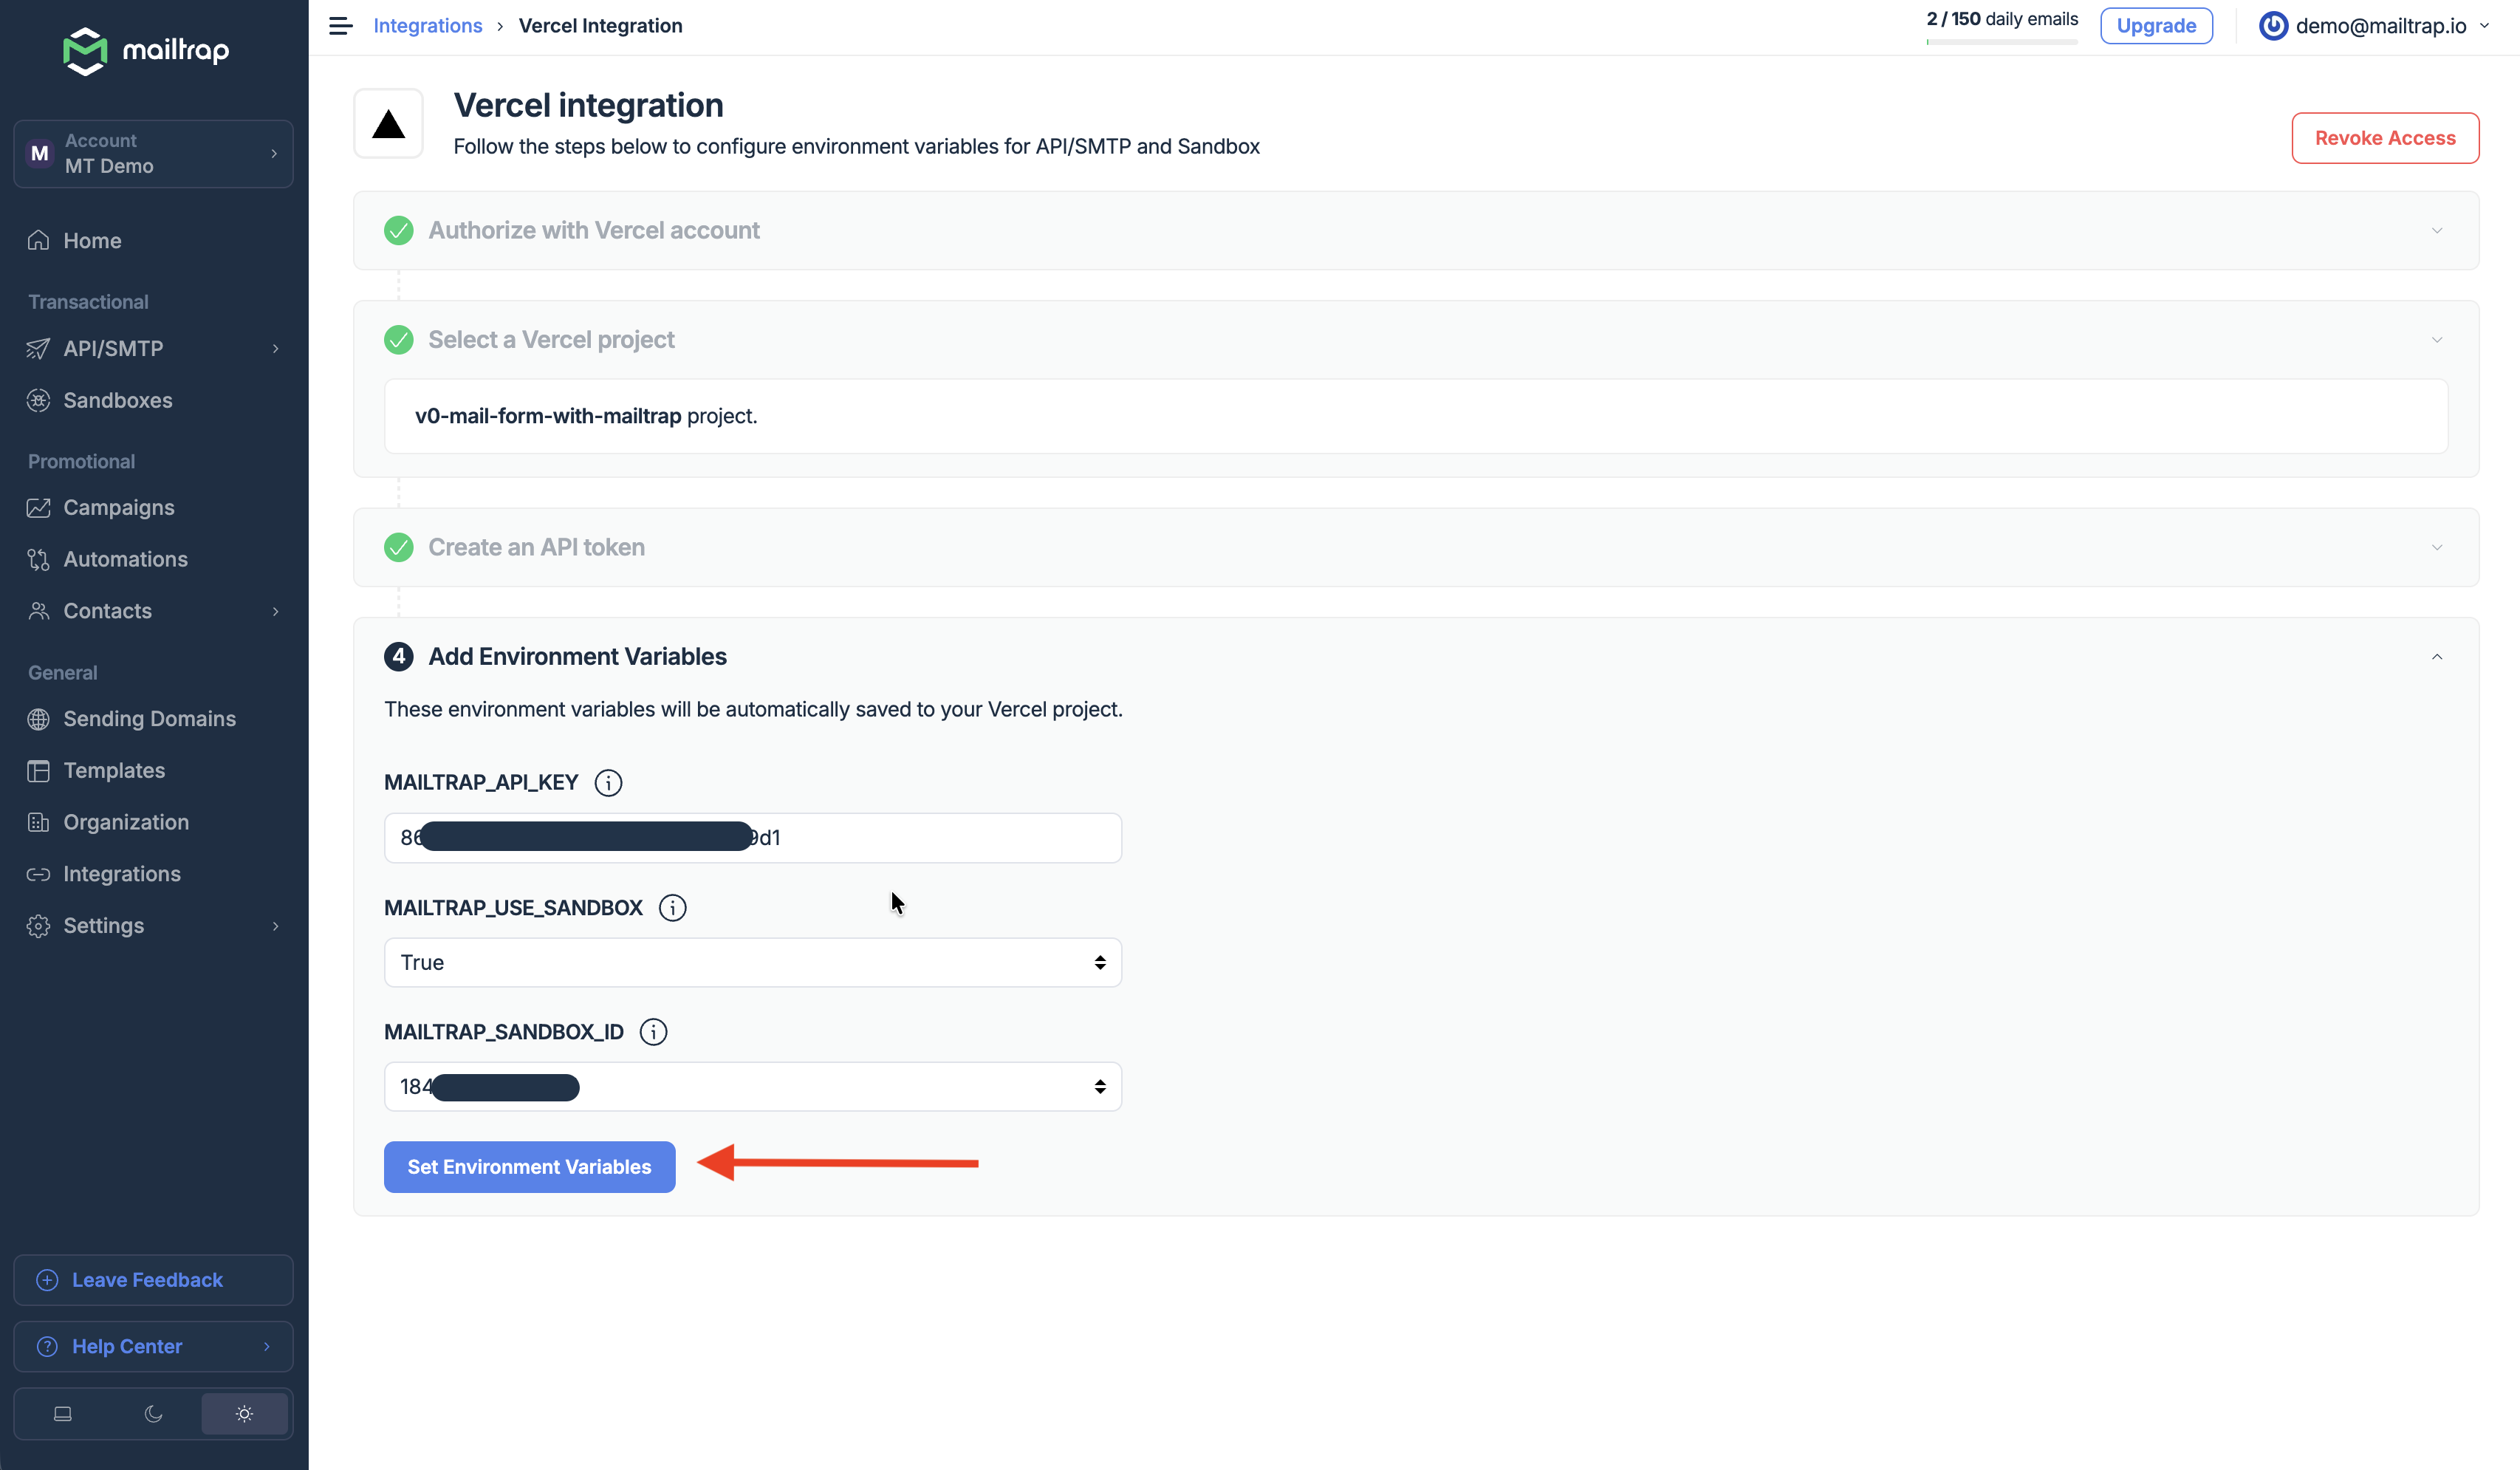 mailtrap
Account
M
MT Demo
Home
Transactional
API/SMTP
Sandboxes
Promotional
Campaigns
Automations
Contacts
General
Sending Domains
Templates
Organization
Integrations
Settings
Leave Feedback
Help Center
Integrations > Vercel Integration
2 / 150 daily emails
Upgrade
demo@mailtrap.io
Vercel integration
Follow the steps below to configure environment variables for API/SMTP and Sandbox
Revoke Access
Authorize with Vercel account
Select a Vercel project
v0-mail-form-with-mailtrap project.
Create an API token
4 Add Environment Variables
These environment variables will be automatically saved to your Vercel project.
MAILTRAP_API_KEY
86 9d1
MAILTRAP_USE_SANDBOX
True
MAILTRAP_SANDBOX_ID
184
Set Environment Variables